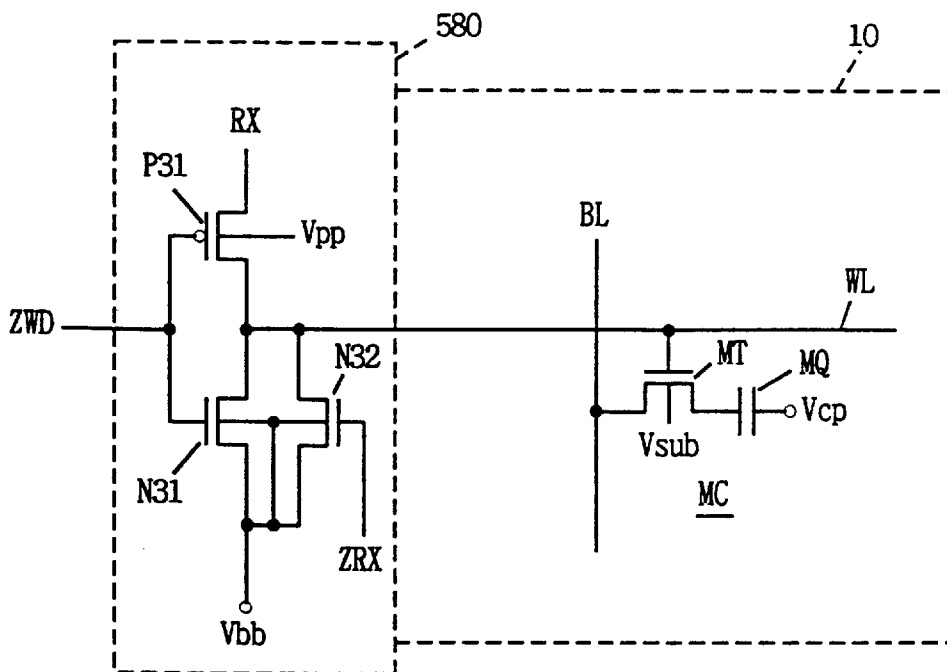 580
10
RX
P31
Vpp
BL
WL
ZWD
N32
MT
MQ
Vcp
Vsub
N31
MC
ZRX
Vbb